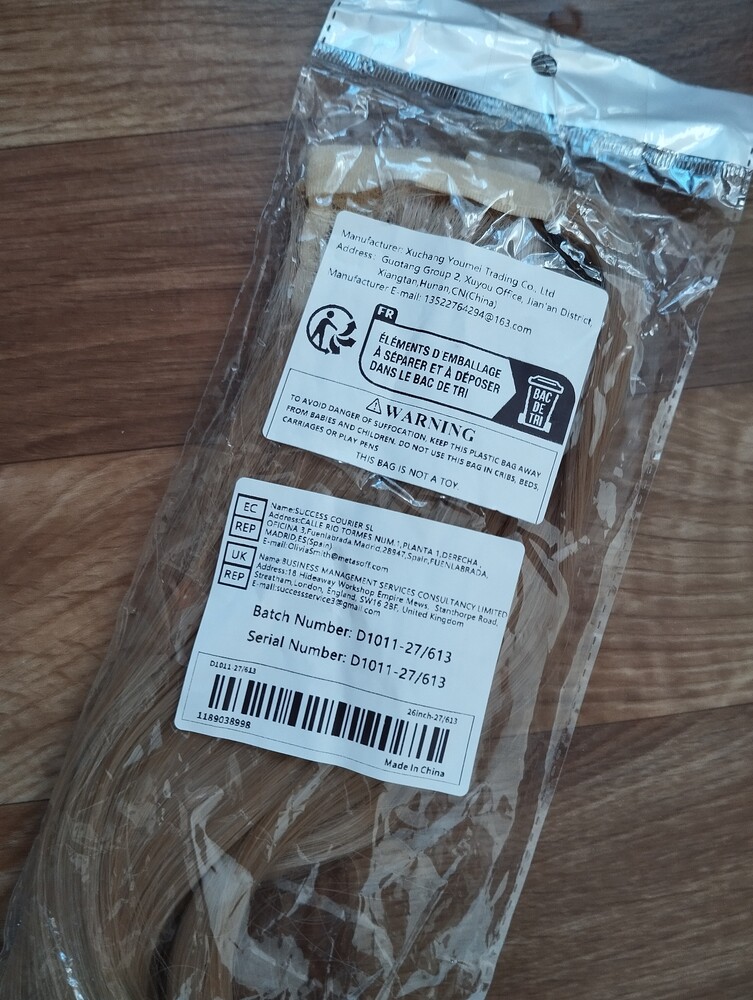 Manufacturer: Xuchang Youmei Trading Co., Ltd
Address: Guotang Group 2, Xuyou Office, Jian'an District,
Xiangtan,Hunan,CN(China)
Manufacturer E-mail: 13522764294@163.com
FR
ÉLÉMENTS D'EMBALLAGE
À SÉPARER ET À DÉPOSER
DANS LE BAC DE TRI
BAC
DE
TRI
WARNING
TO AVOID DANGER OF SUFFOCATION, KEEP THIS PLASTIC BAG AWAY
FROM BABIES AND CHILDREN. DO NOT USE THIS BAG IN CRIBS, BEDS,
CARRIAGES OR PLAY PENS
THIS BAG IS NOT A TOY
EC
REP
Name:SUCCESS COURIER SL
Address:CALLE RIO TORMES NUM.1,PLANTA 1,DERECHA,
OFICINA 3,Fuenlabrada,Madrid,28947,Spain,FUENLABRADA,
MADRID,ES(Spain)
E-mail:OliviaSmith@metasoff.com
UK
REP
Name:BUSINESS MANAGEMENT SERVICES CONSULTANCY LIMITED
Address:18 Hideaway Workshop Empire Mews, Stanthorpe Road,
Streatham,London, England, SW16 2BF, United Kingdom
E-mail:successservice3@gmail.com
Batch Number: D1011-27/613
Serial Number: D1011-27/613
D1011-27/613
26inch-27/613
1189038998
Made In China